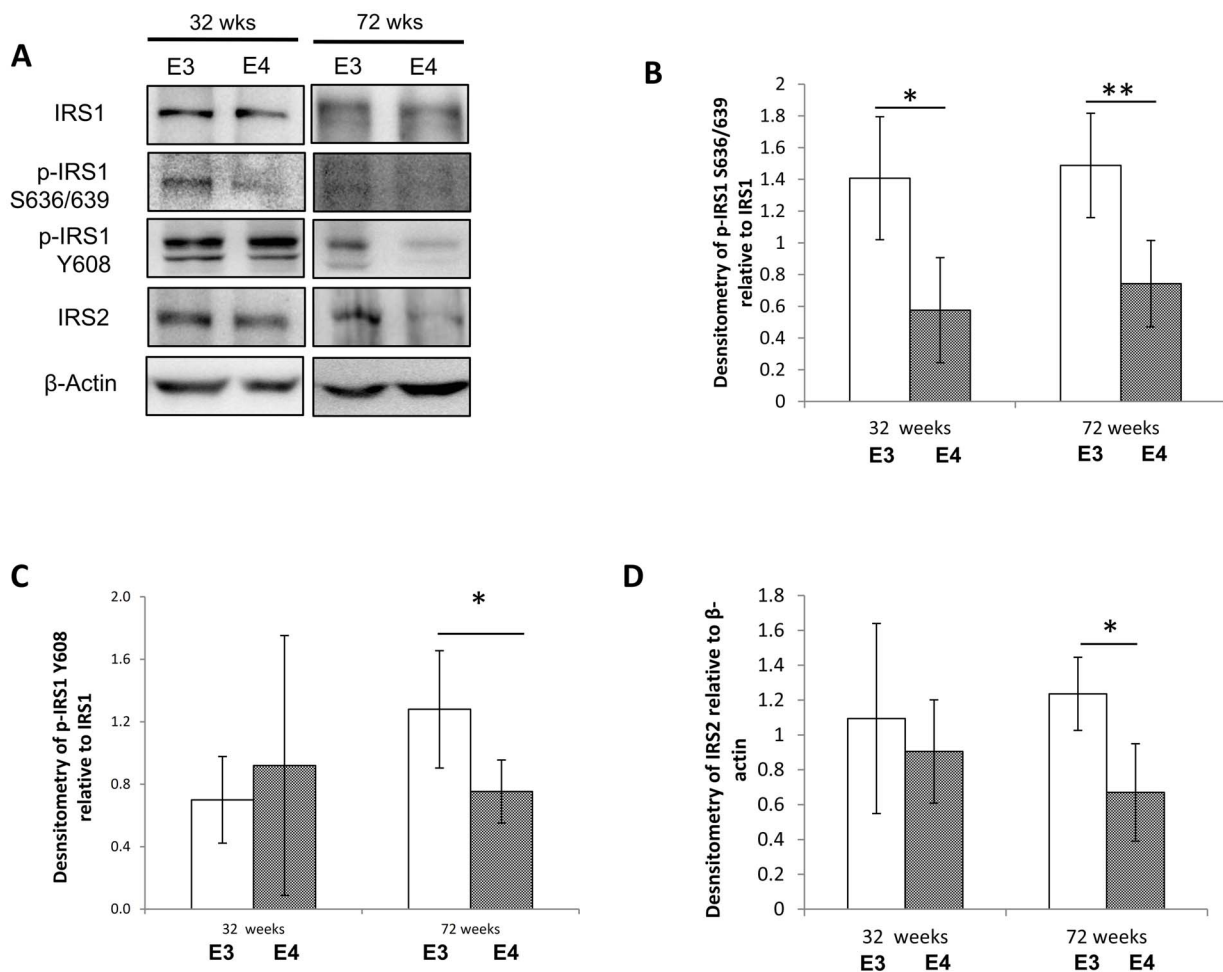 A
32 wks
72 wks
E3
E4
E3
E4
IRS1
p-IRS1
S636/639
p-IRS1
Y608
IRS2
β-Actin
B
Desnsitometry of p-IRS1 S636/639
relative to IRS1
2
1.8
1.6
1.4
1.2
1
0.8
0.6
0.4
0.2
0
*
**
32 weeks
72 weeks
E3
E4
E3
E4
C
Desnsitometry of p-IRS1 Y608
relative to IRS1
2.0
1.6
1.2
0.8
0.4
0.0
*
32 weeks
72 weeks
E3
E4
E3
E4
D
Desnsitometry of IRS2 relative to β-
actin
1.8
1.6
1.4
1.2
1
0.8
0.6
0.4
0.2
0
*
32 weeks
72 weeks
E3
E4
E3
E4